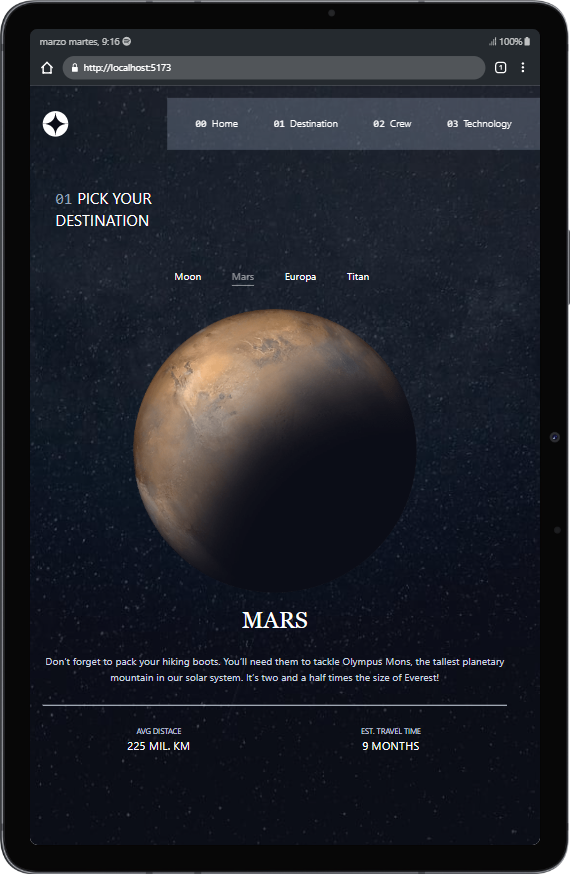 marzo martes, 9:16
100%
http://localhost:5173
1
00 Home 01 Destination 02 Crew 03 Technology
01 PICK YOUR
DESTINATION
Moon Mars Europa Titan
MARS
Don't forget to pack your hiking boots. You'll need them to tackle Olympus Mons, the tallest planetary
mountain in our solar system. It's two and a half times the size of Everest!
AVG DISTACE
225 MIL. KM
EST. TRAVEL TIME
9 MONTHS